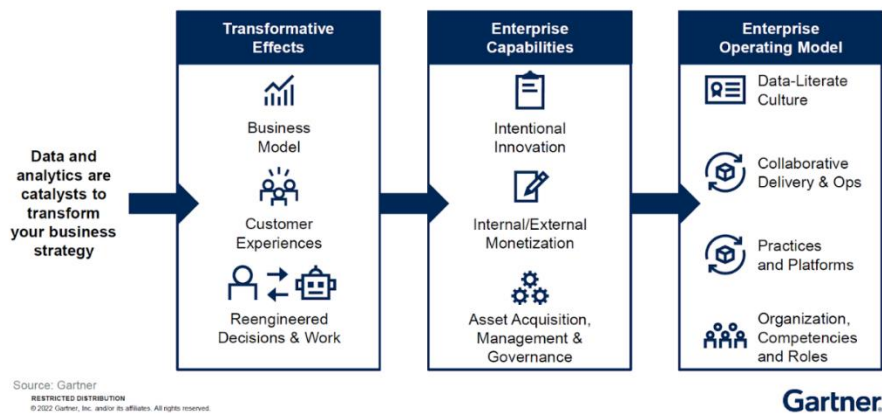 Data and
analytics are
catalysts to
transform
your business
strategy
Transformative
Effects
Business
Model
Customer
Experiences
Reengineered
Decisions & Work
Enterprise
Capabilities
Intentional
Innovation
Internal/External
Monetization
Asset Acquisition,
Management &
Governance
Enterprise
Operating Model
Data-Literate
Culture
Collaborative
Delivery & Ops
Practices
and Platforms
Organization,
Competencies
and Roles
Source: Gartner
RESTRICTED DISTRIBUTION
© 2022 Gartner, Inc. and/or its affiliates. All rights reserved.
Gartner